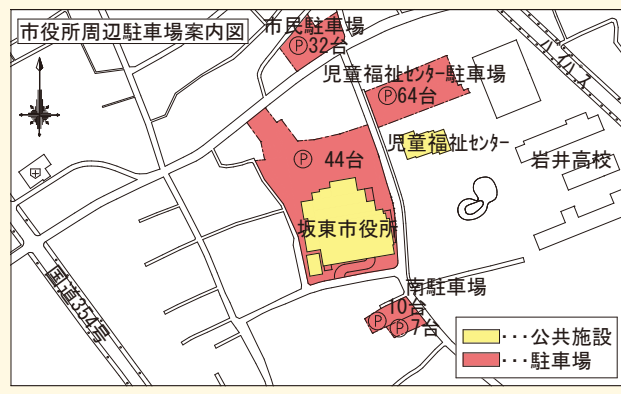 市役所周辺駐車場案内図
市民駐車場
Ⓟ32台
バイパス
児童福祉センター駐車場
Ⓟ64台
児童福祉センター
岩井高校
Ⓟ 44台
坂東市役所
国道354号
南駐車場
Ⓟ10台
Ⓟ7台
・・・公共施設
・・・駐車場